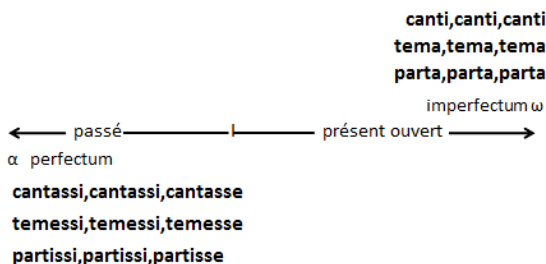 canti,canti,canti
tema,tema,tema
parta,parta,parta
imperfectum ω
passé présent ouvert
α perfectum
cantassi,cantassi,cantasse
temessi,temessi,temesse
partissi,partissi,partisse